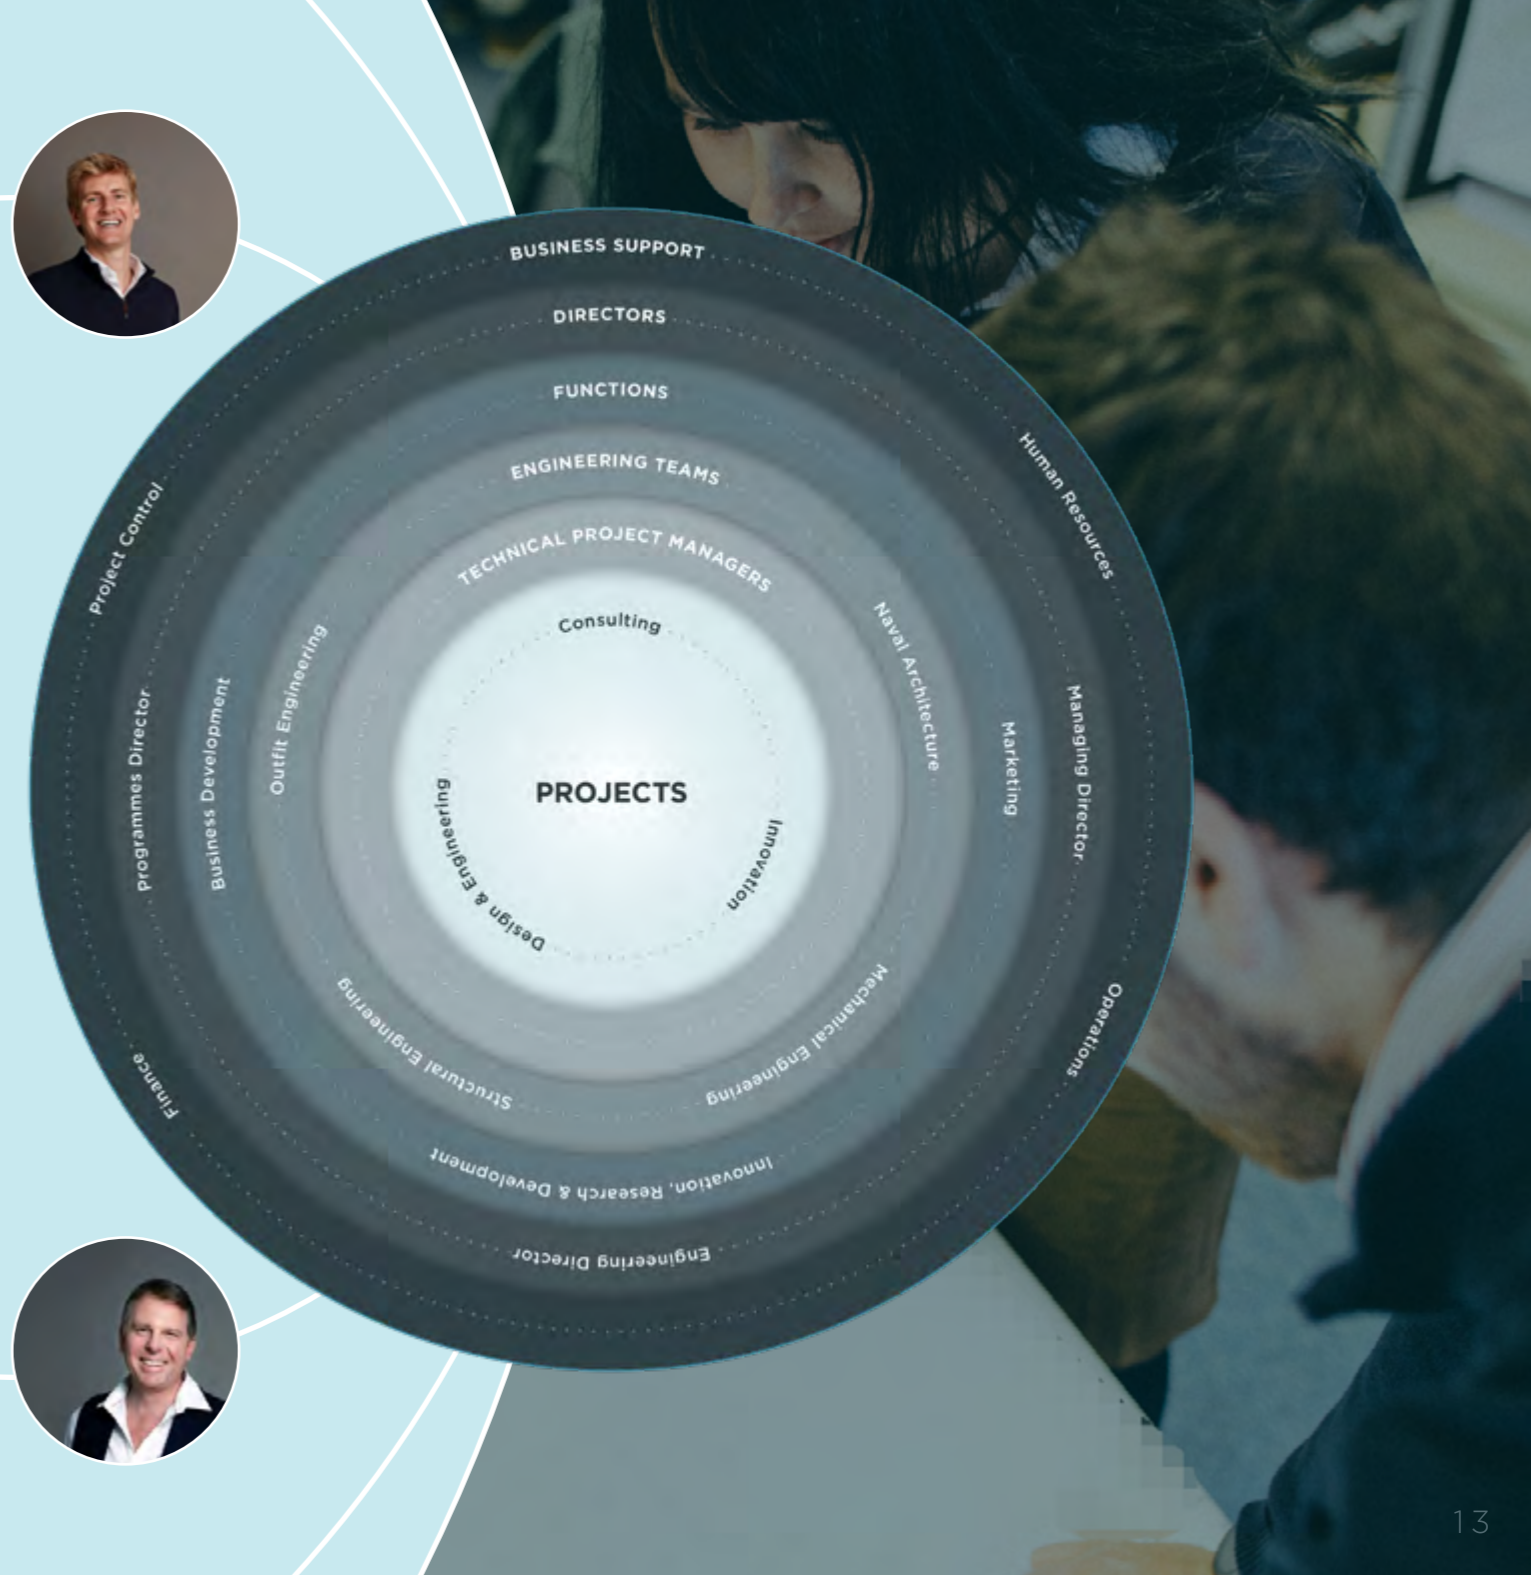 BUSINESS SUPPORT
Human Resources
Operations
Finance
Project Control
DIRECTORS
Managing Director
Engineering Director
Programmes Director
FUNCTIONS
Marketing
Innovation, Research & Development
Business Development
ENGINEERING TEAMS
Naval Architecture
Mechanical Engineering
Structural Engineering
Outfit Engineering
TECHNICAL PROJECT MANAGERS
Consulting
Innovation
Design & Engineering
PROJECTS
13